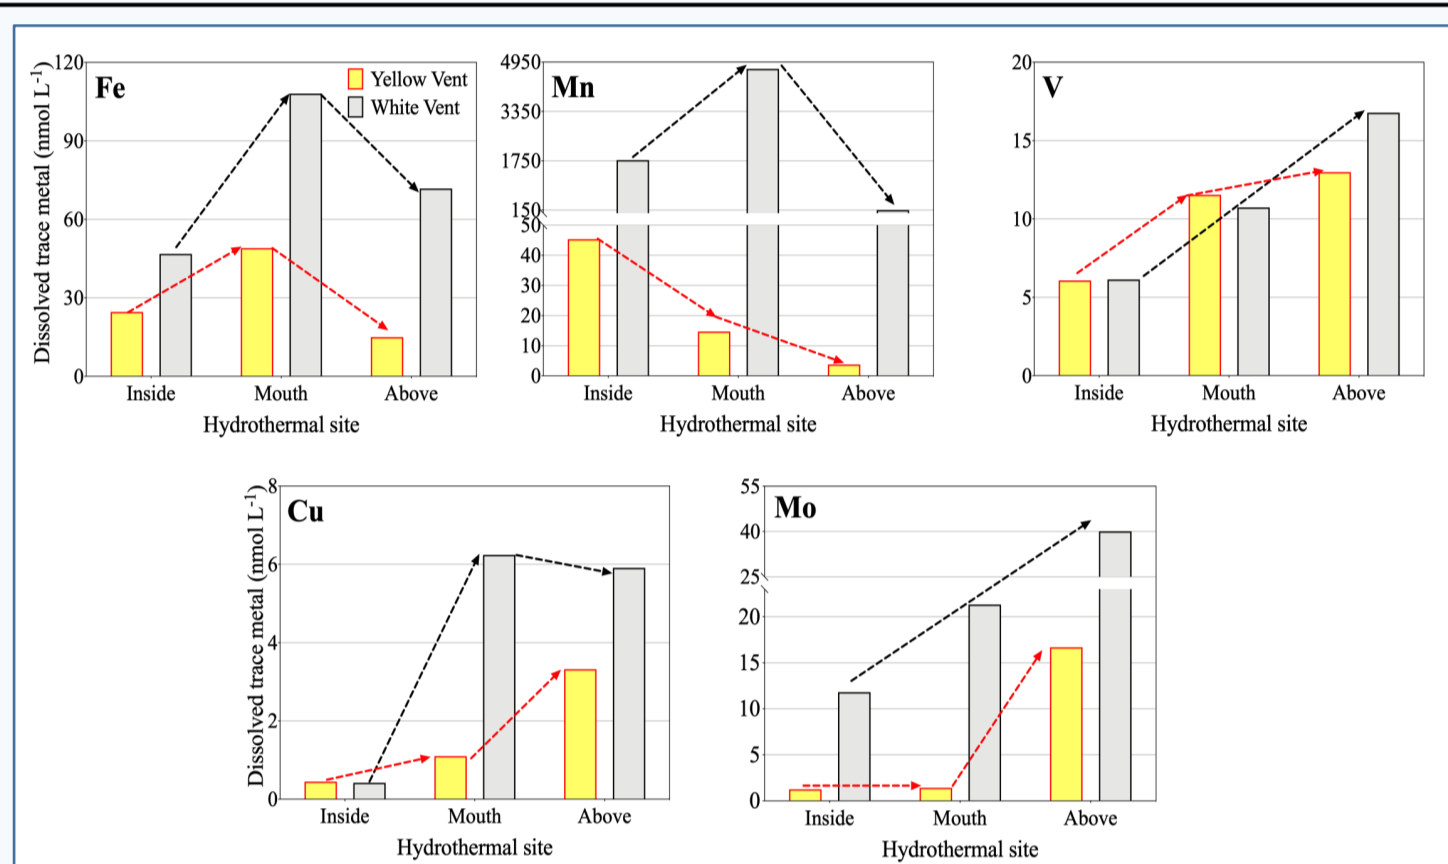 Fe
Yellow Vent
White Vent
Dissolved trace metal (nmol L⁻¹)
120
90
60
30
0
Inside Mouth Above
Hydrothermal site
Mn
4950
3350
1750
150
50
40
30
20
10
0
Inside Mouth Above
Hydrothermal site
V
20
15
10
5
0
Inside Mouth Above
Hydrothermal site
Cu
Dissolved trace metal (nmol L⁻¹)
8
6
4
2
0
Inside Mouth Above
Hydrothermal site
Mo
55
40
25
20
15
10
5
0
Inside Mouth Above
Hydrothermal site